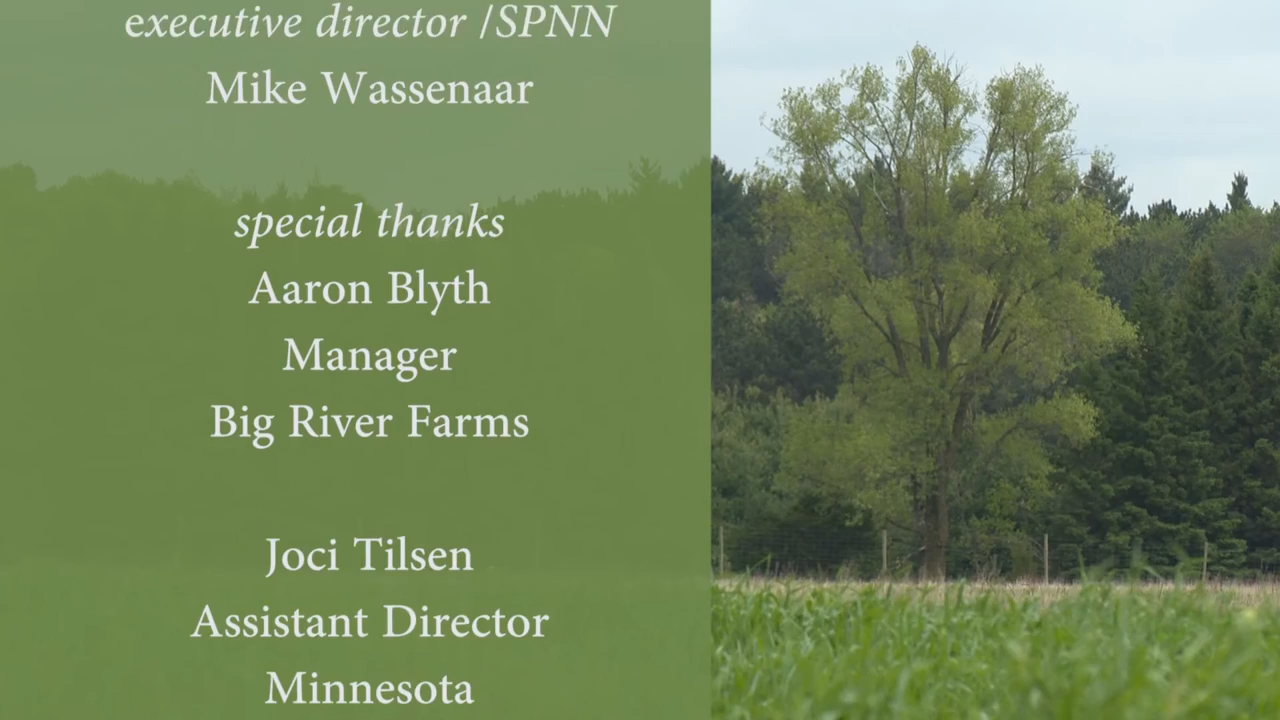 executive director /SPNN
Mike Wassenaar
special thanks
Aaron Blyth
Manager
Big River Farms
Joci Tilsen
Assistant Director
Minnesota